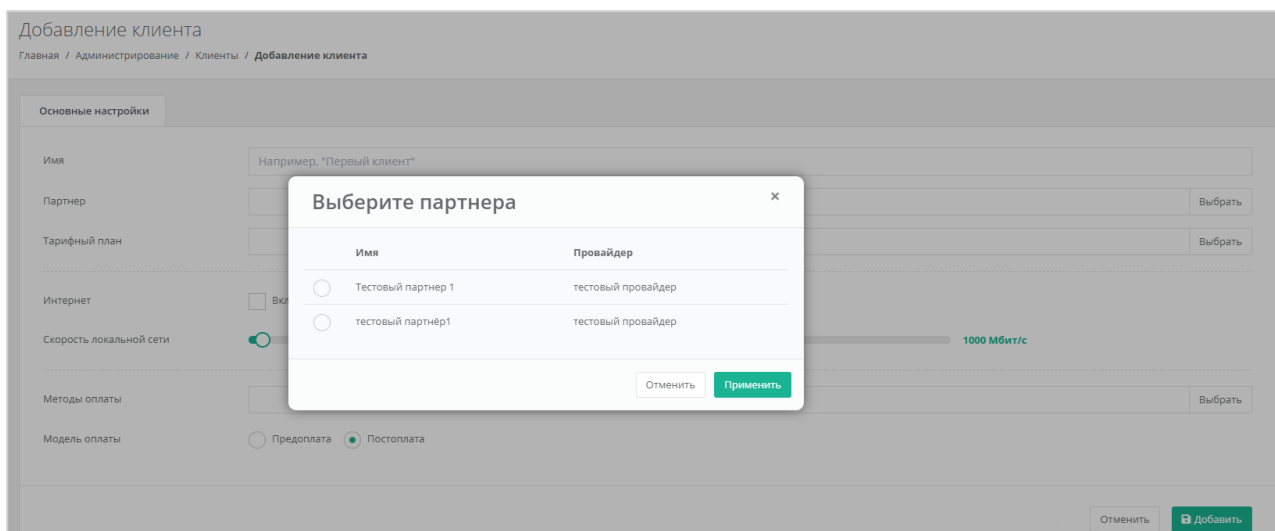 Добавление клиента
Главная / Администрирование / Клиенты / Добавление клиента
Основные настройки
Имя
Например, "Первый клиент"
Партнер
Выбрать
Тарифный план
Выбрать
Выберите партнера
×
Имя Провайдер
Тестовый партнер 1 тестовый провайдер
тестовый партнёр1 тестовый провайдер
Отменить Применить
Интернет
Скорость локальной сети
1000 Мбит/с
Методы оплаты
Выбрать
Модель оплаты
Предоплата Постоплата
Отменить Добавить